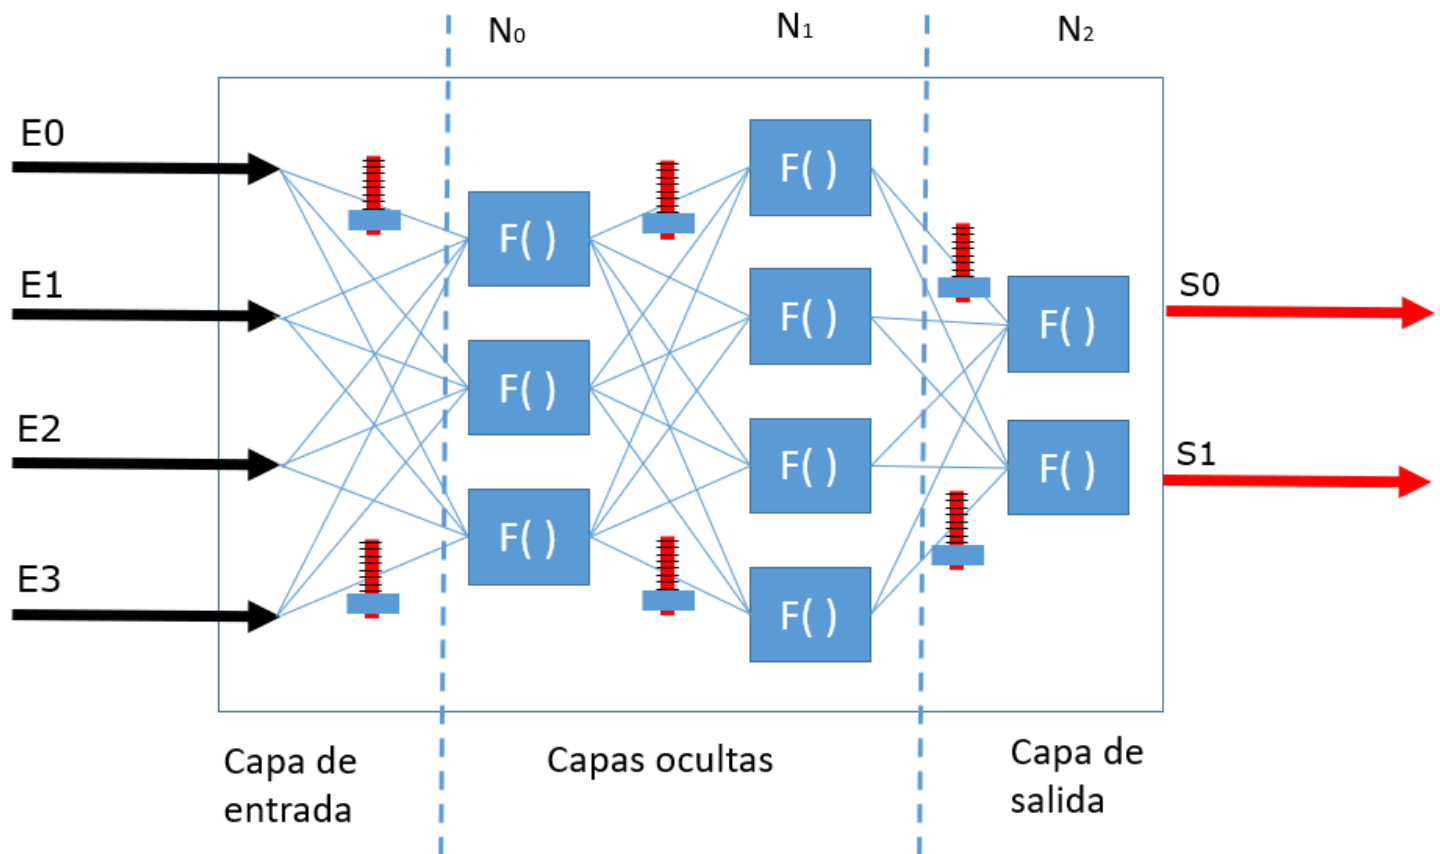 N0
N1
N2
E0
E1
E2
E3
F( )
F( )
F( )
F( )
F( )
F( )
F( )
F( )
F( )
S0
S1
Capa de
entrada
Capas ocultas
Capa de
salida